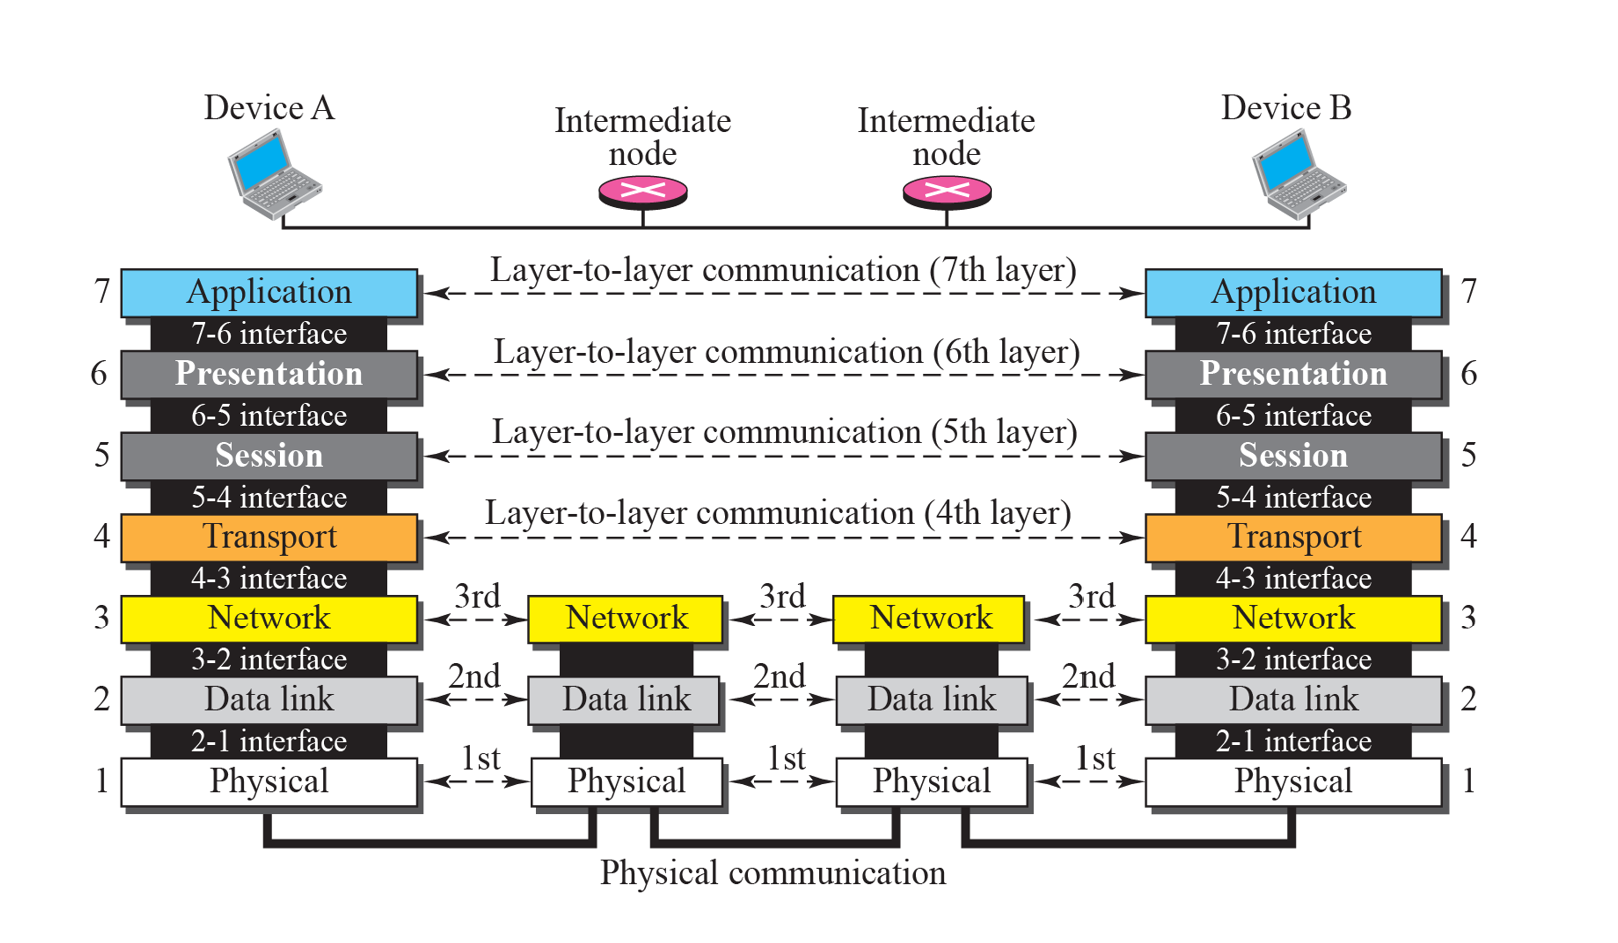 Device A
Intermediate
node
Intermediate
node
Device B
7 Application Layer-to-layer communication (7th layer) Application 7
7-6 interface 7-6 interface
6 Presentation Layer-to-layer communication (6th layer) Presentation 6
6-5 interface 6-5 interface
5 Session Layer-to-layer communication (5th layer) Session 5
5-4 interface 5-4 interface
4 Transport Layer-to-layer communication (4th layer) Transport 4
4-3 interface 4-3 interface
3 Network 3rd Network 3rd Network 3rd Network 3
3-2 interface 3-2 interface
2 Data link 2nd Data link 2nd Data link 2nd Data link 2
2-1 interface 2-1 interface
1 Physical 1st Physical 1st Physical 1st Physical 1
Physical communication